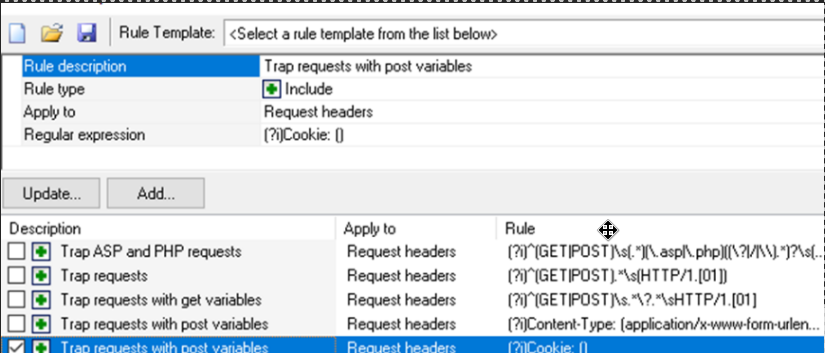 Rule Template: <Select a rule template from the list below>
Rule description Trap requests with post variables
Rule type Include
Apply to Request headers
Regular expression (?i)Cookie: ()
Update... Add...
Description Apply to Rule
Trap ASP and PHP requests Request headers (?i)^(GET|POST)\s(.*)(\.asp|\.php)((\?|/|\\).*)?\s(...
Trap requests Request headers (?i)^(GET|POST).*\s(HTTP/1.[01])
Trap requests with get variables Request headers (?i)^(GET|POST)\s.*\?.*\sHTTP/1.[01]
Trap requests with post variables Request headers (?i)Content-Type: (application/x-www-form-urlen...
Trap requests with post variables Request headers (?i)Cookie: ()